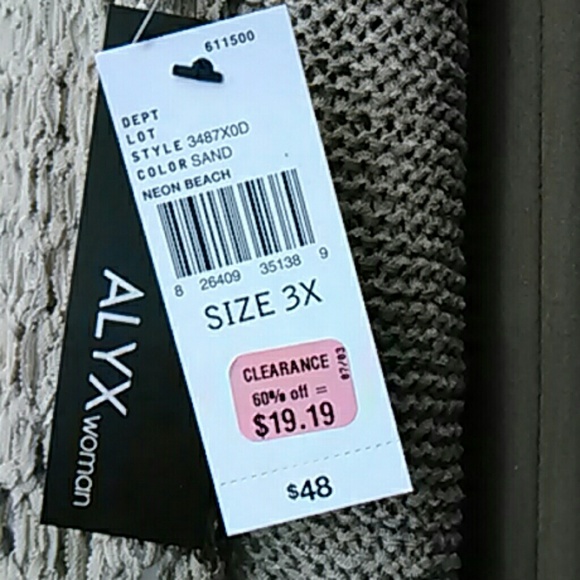 611500
DEPT
LOT
STYLE 3487X0D
COLOR SAND
NEON BEACH
8 26409 35138 9
SIZE 3X
CLEARANCE
07/03
60% off =
$19.19
$48
ALYX woman